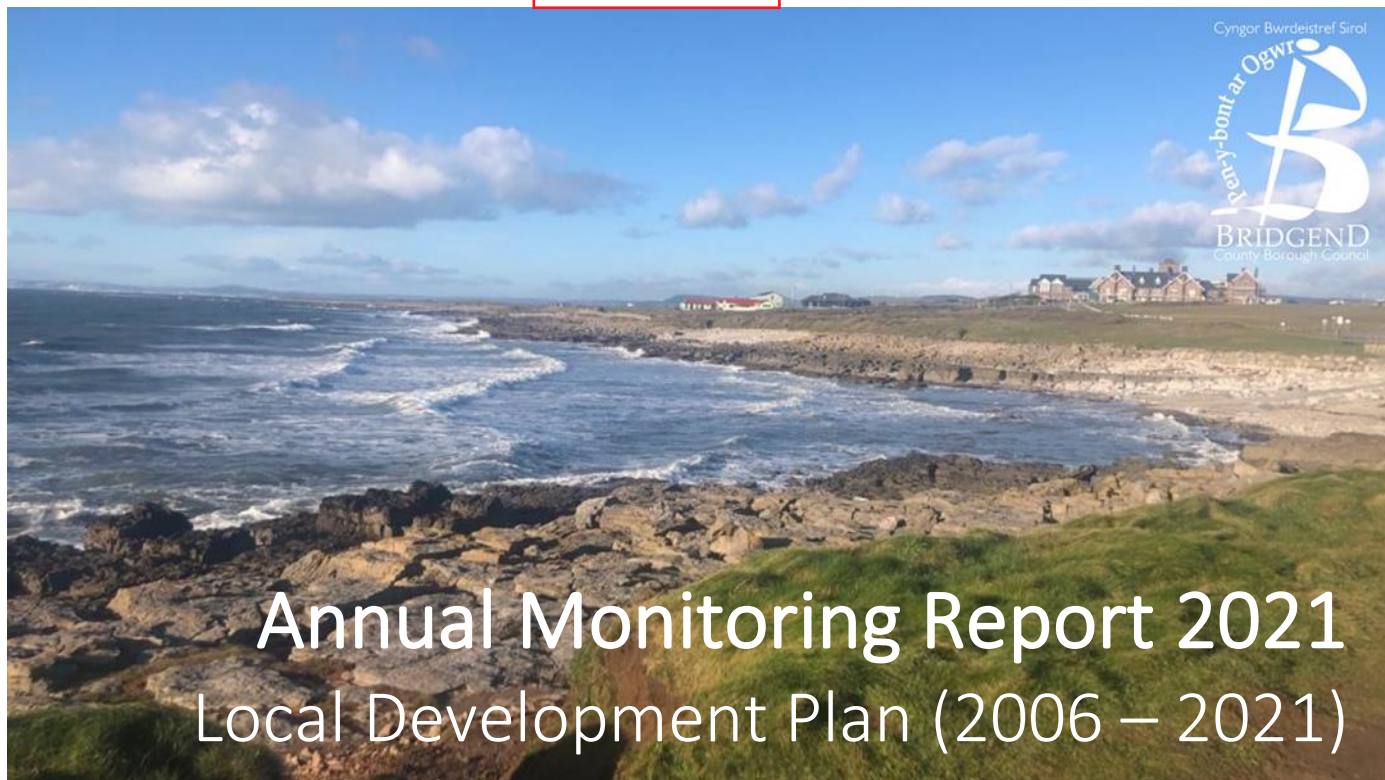 Cyngor Bwrdeistref Sirol
Pen-y-bont ar Ogwr
BRIDGEND
County Borough Council
Annual Monitoring Report 2021
Local Development Plan (2006 – 2021)